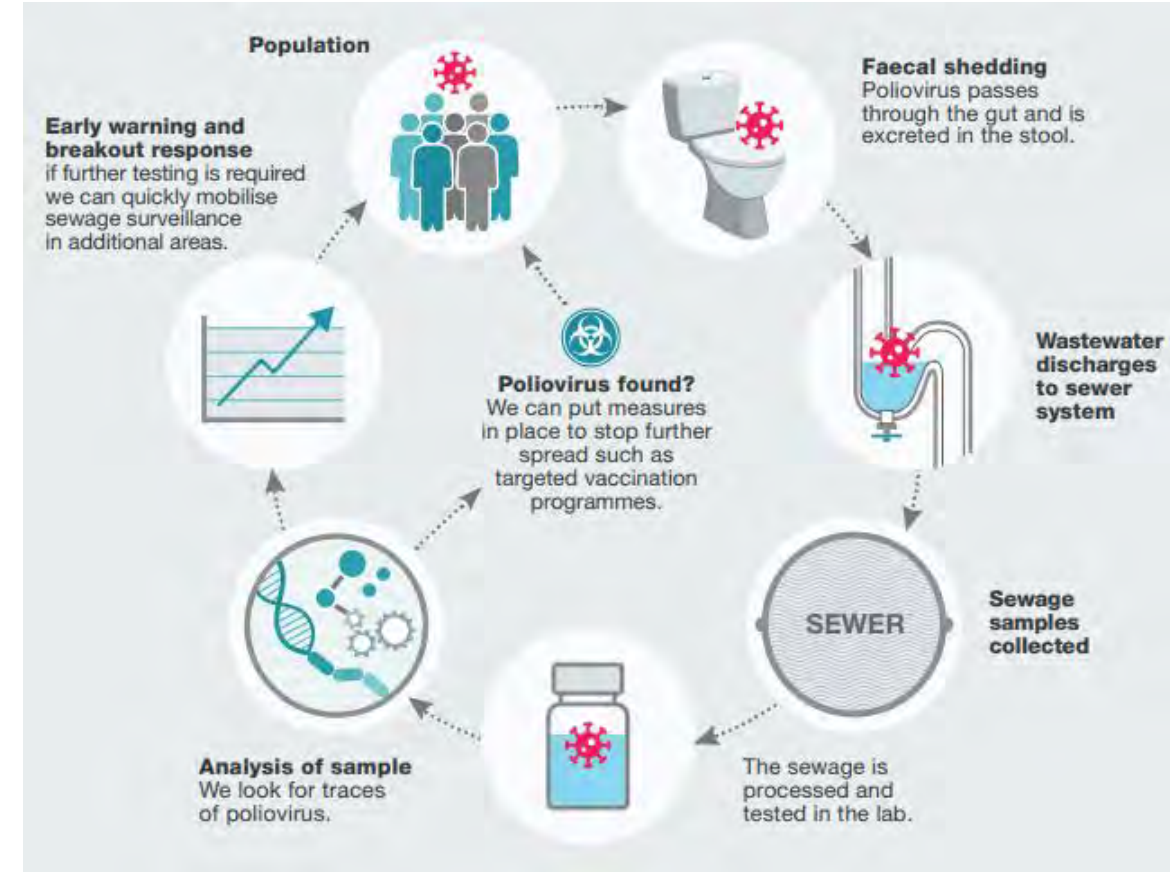 Population
Faecal shedding
Poliovirus passes
through the gut and is
excreted in the stool.
Early warning and
breakout response
if further testing is required
we can quickly mobilise
sewage surveillance
in additional areas.
Wastewater
discharges
to sewer
system
Poliovirus found?
We can put measures
in place to stop further
spread such as
targeted vaccination
programmes.
SEWER
Sewage
samples
collected
The sewage is
processed and
tested in the lab.
Analysis of sample
We look for traces
of poliovirus.